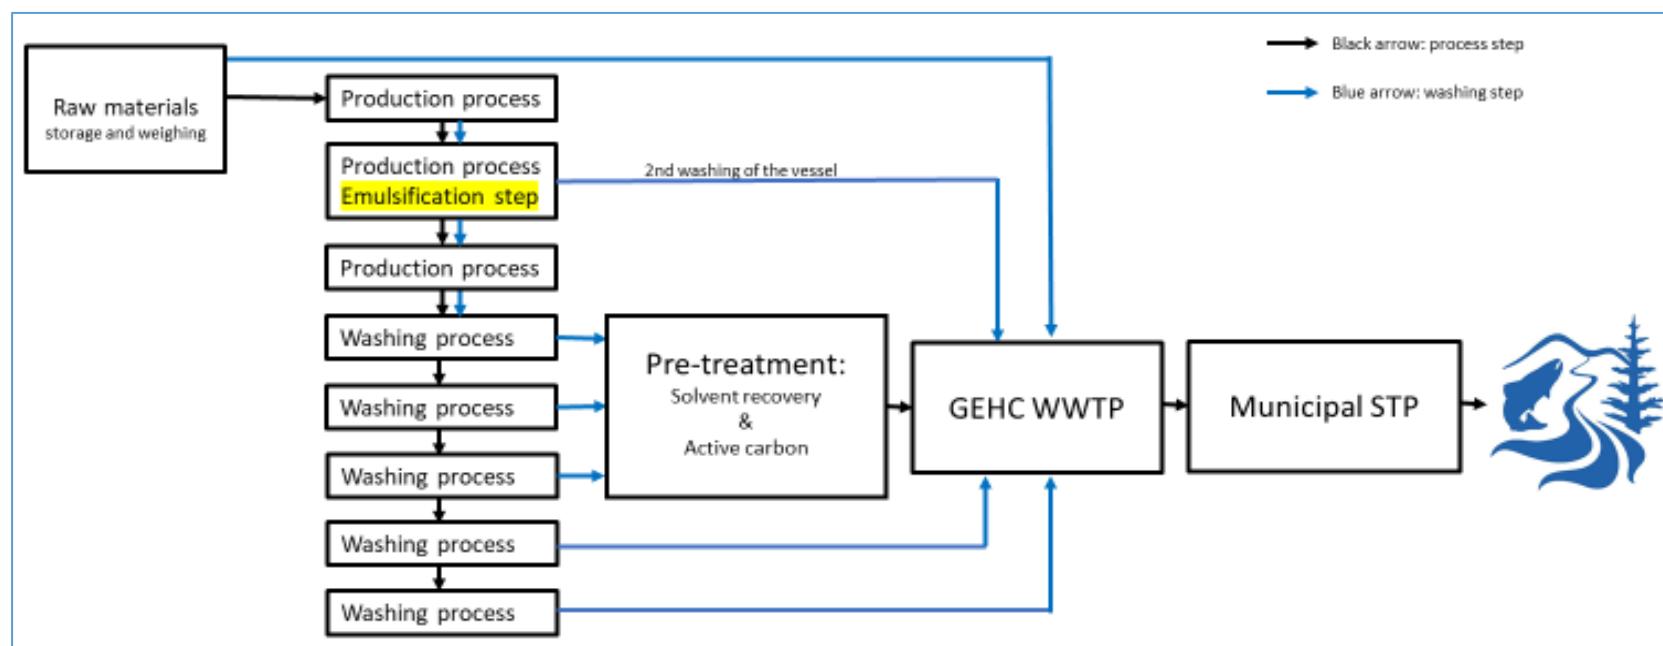 Raw materials
storage and weighing
Production process
Production process
Emulsification step
Production process
Washing process
Washing process
Washing process
Washing process
Washing process
2nd washing of the vessel
Pre-treatment:
Solvent recovery
&
Active carbon
GEHC WWTP
Municipal STP
Black arrow: process step
Blue arrow: washing step